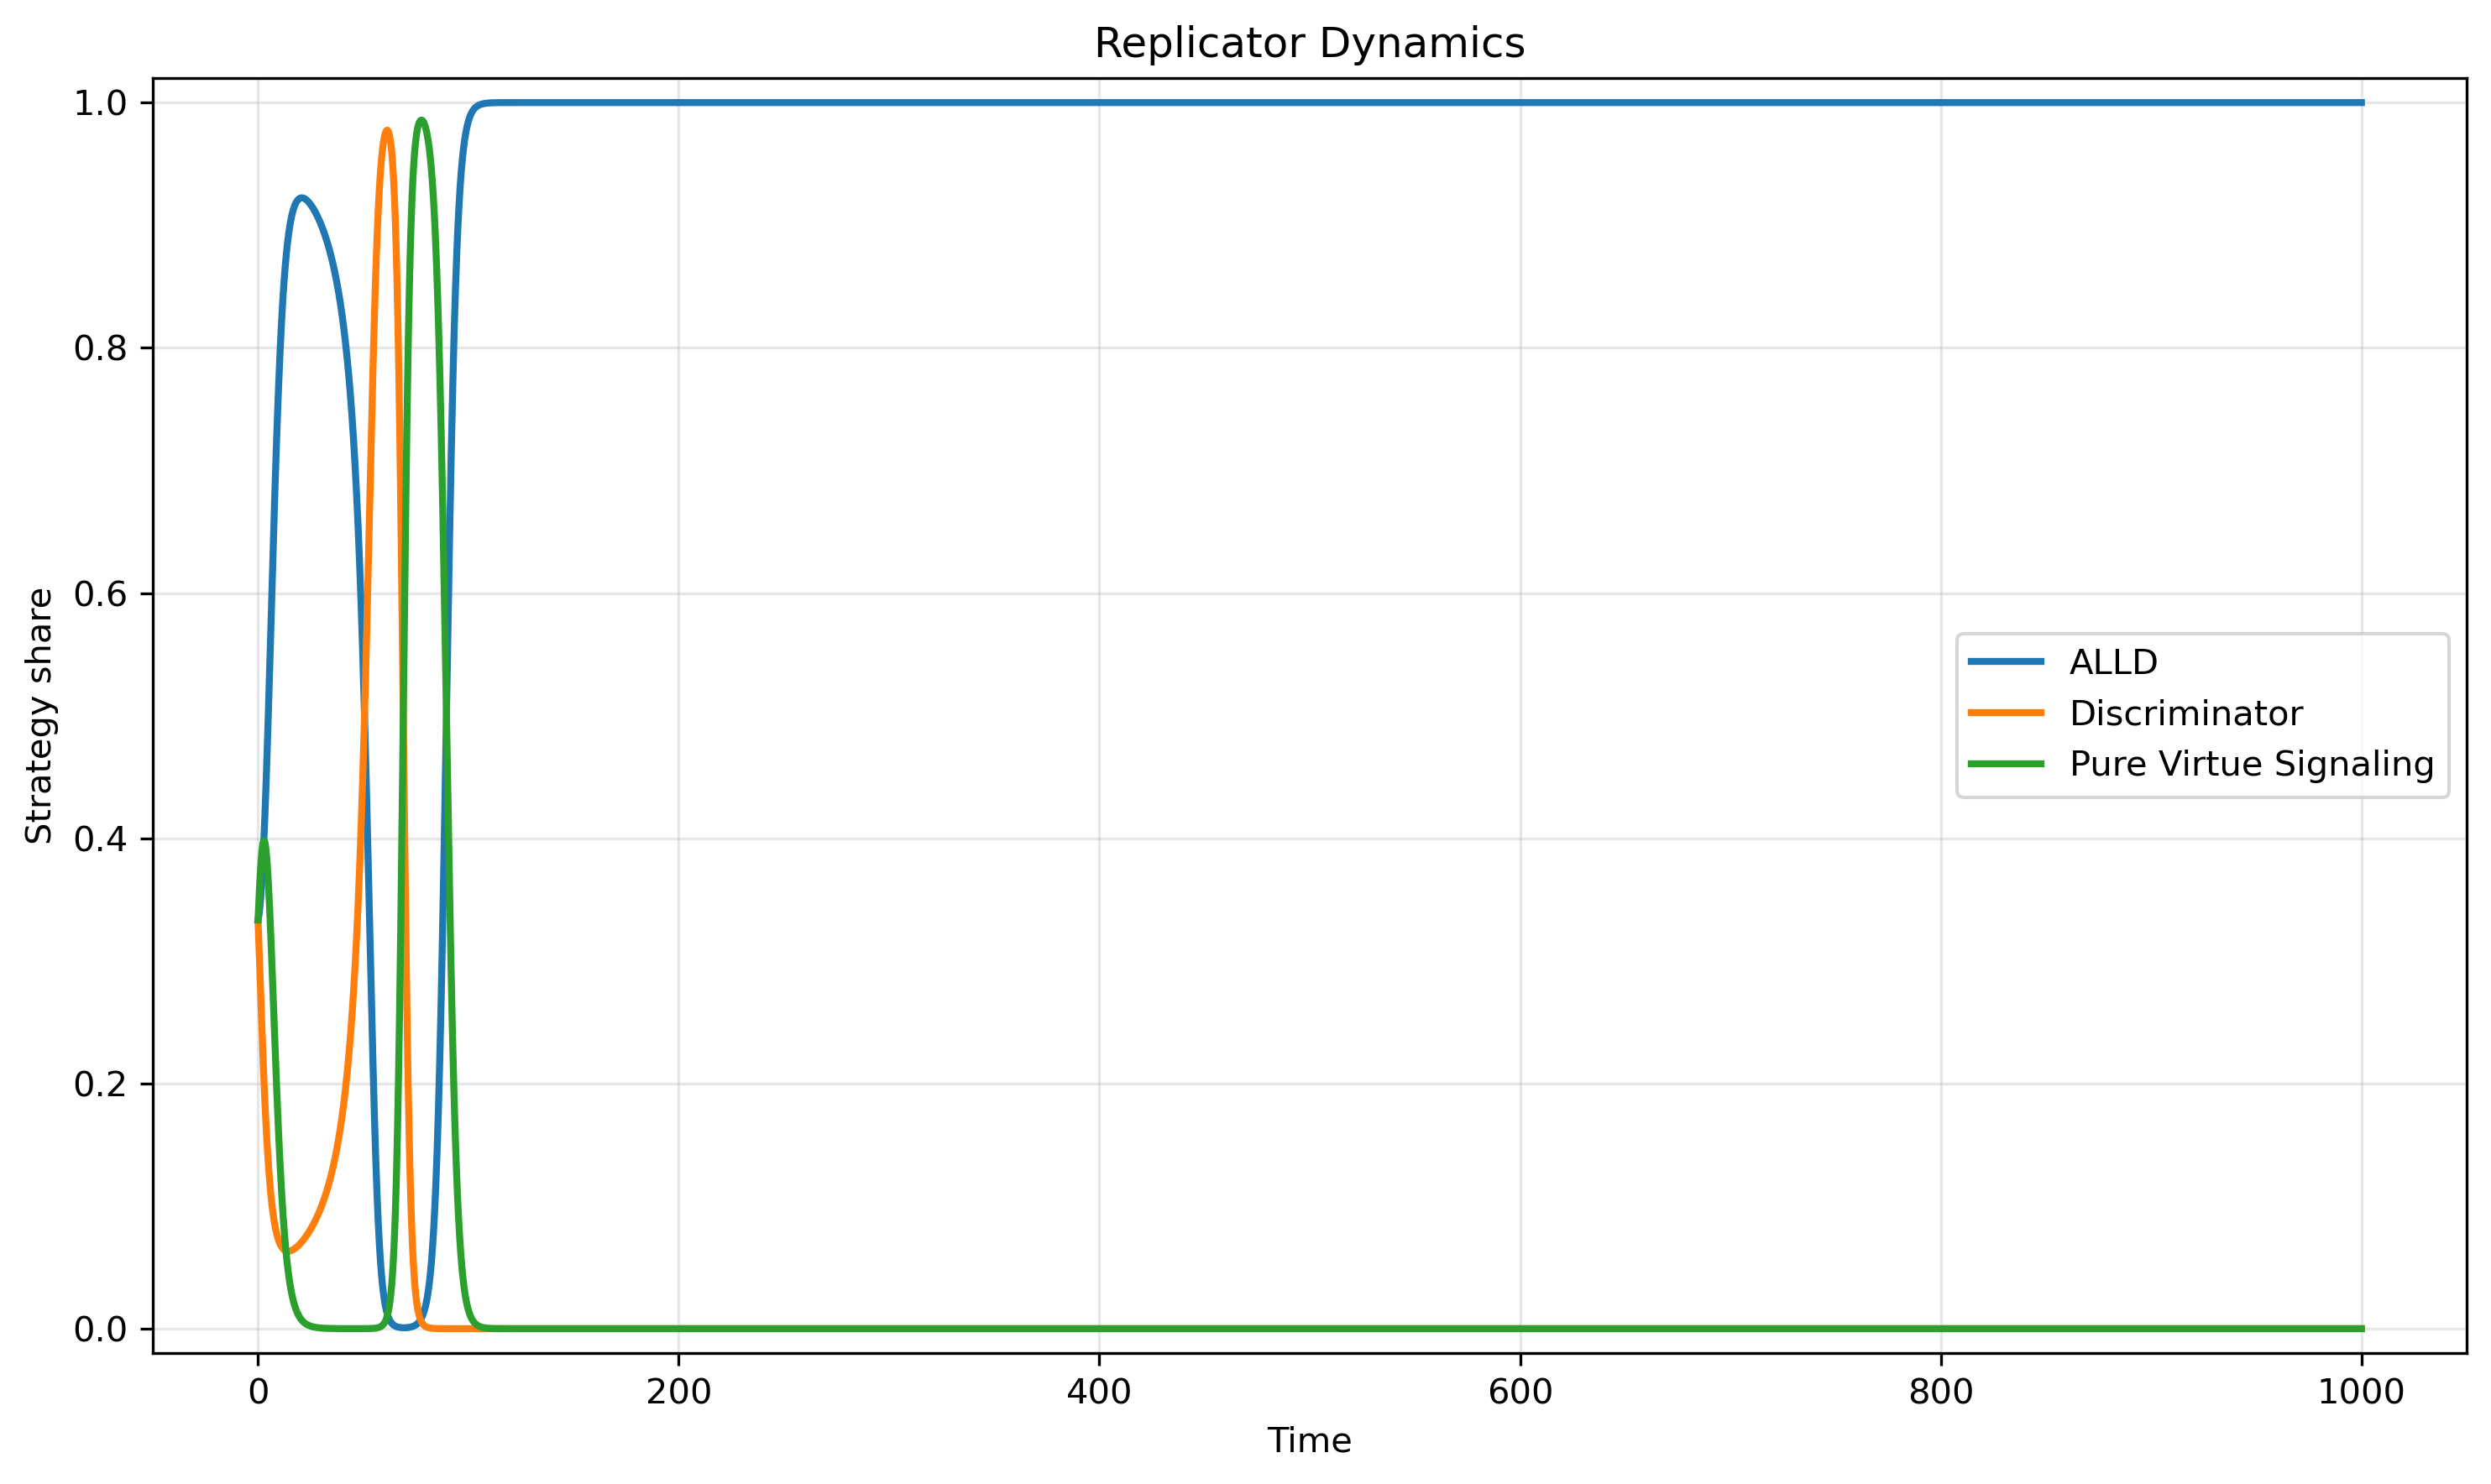 Replicator Dynamics
Strategy share
1.0
0.8
0.6
0.4
0.2
0.0
ALLD
Discriminator
Pure Virtue Signaling
0
200
400
600
800
1000
Time